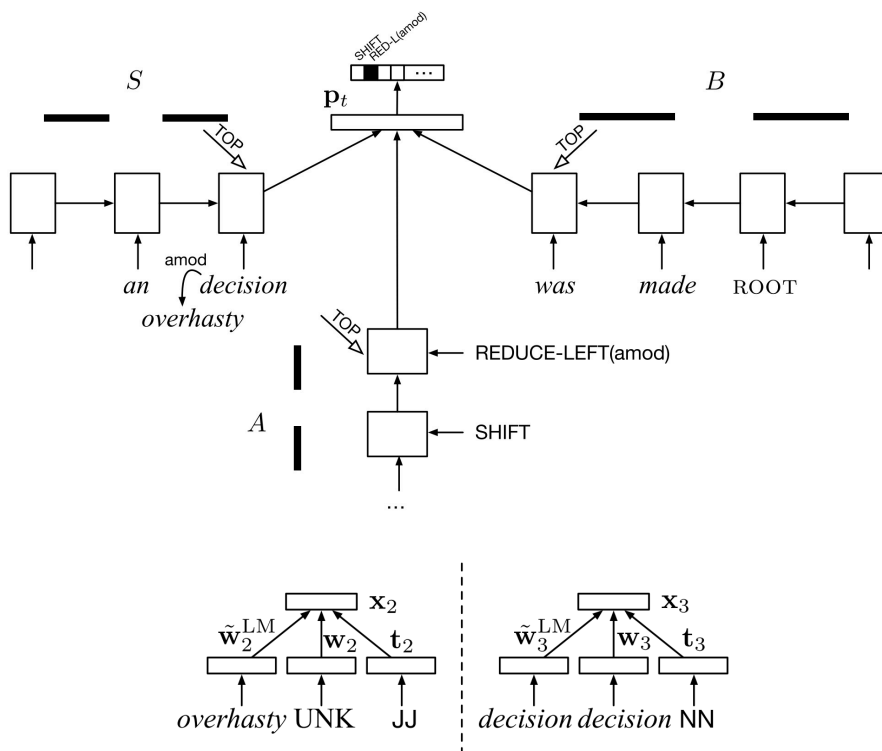 SHIFT
RED-L(amod)
...
S
p_t
B
TOP
TOP
amod
an decision was made ROOT
overhasty
TOP
REDUCE-LEFT(amod)
A
SHIFT
...
x_2 x_3
w̃_2^LM w_2 t_2 w̃_3^LM w_3 t_3
overhasty UNK JJ decision decision NN